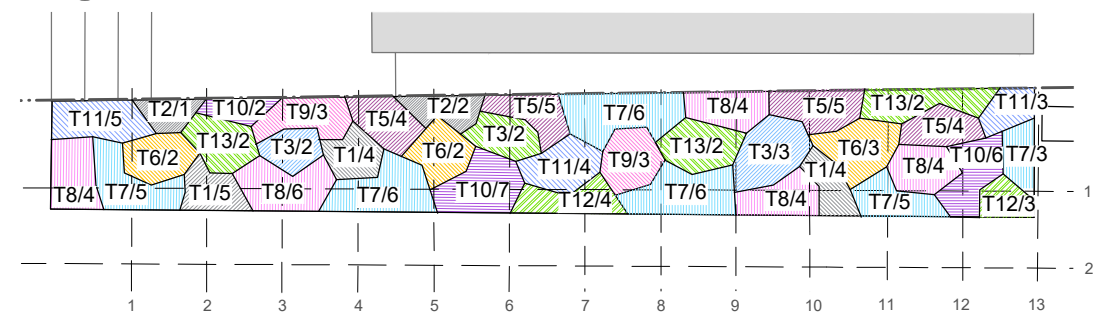 T11/5 T2/1 T10/2 T9/3 T5/4 T2/2 T5/5 T7/6 T8/4 T5/5 T13/2 T11/3
T13/2 T3/2 T1/4 T6/2 T3/2 T11/4 T9/3 T13/2 T3/3 T6/3 T5/4 T10/6 T7/3
T6/2 T1/4 T8/4
T8/4 T7/5 T1/5 T8/6 T7/6 T10/7 T12/4 T7/6 T8/4 T7/5 T12/3 1
2
1 2 3 4 5 6 7 8 9 10 11 12 13